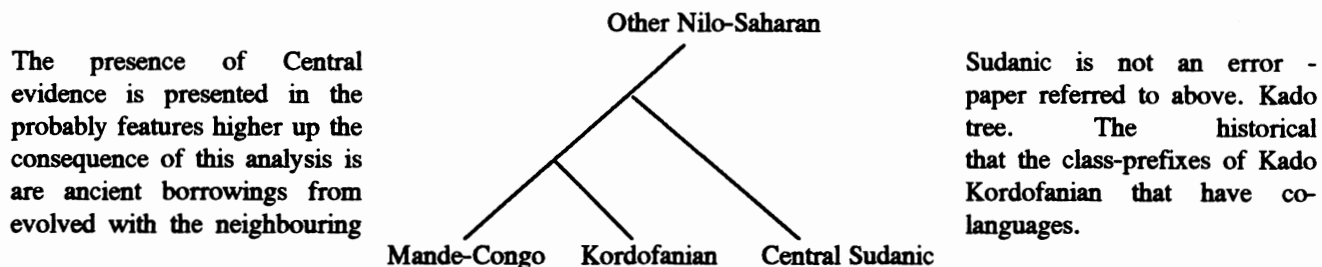 Other Nilo-Saharan
The presence of Central Sudanic is not an error -
evidence is presented in the paper referred to above. Kado
probably features higher up the tree. The historical
consequence of this analysis is that the class-prefixes of Kado
are ancient borrowings from Kordofanian that have co-
evolved with the neighbouring languages.
Mande-Congo Kordofanian Central Sudanic